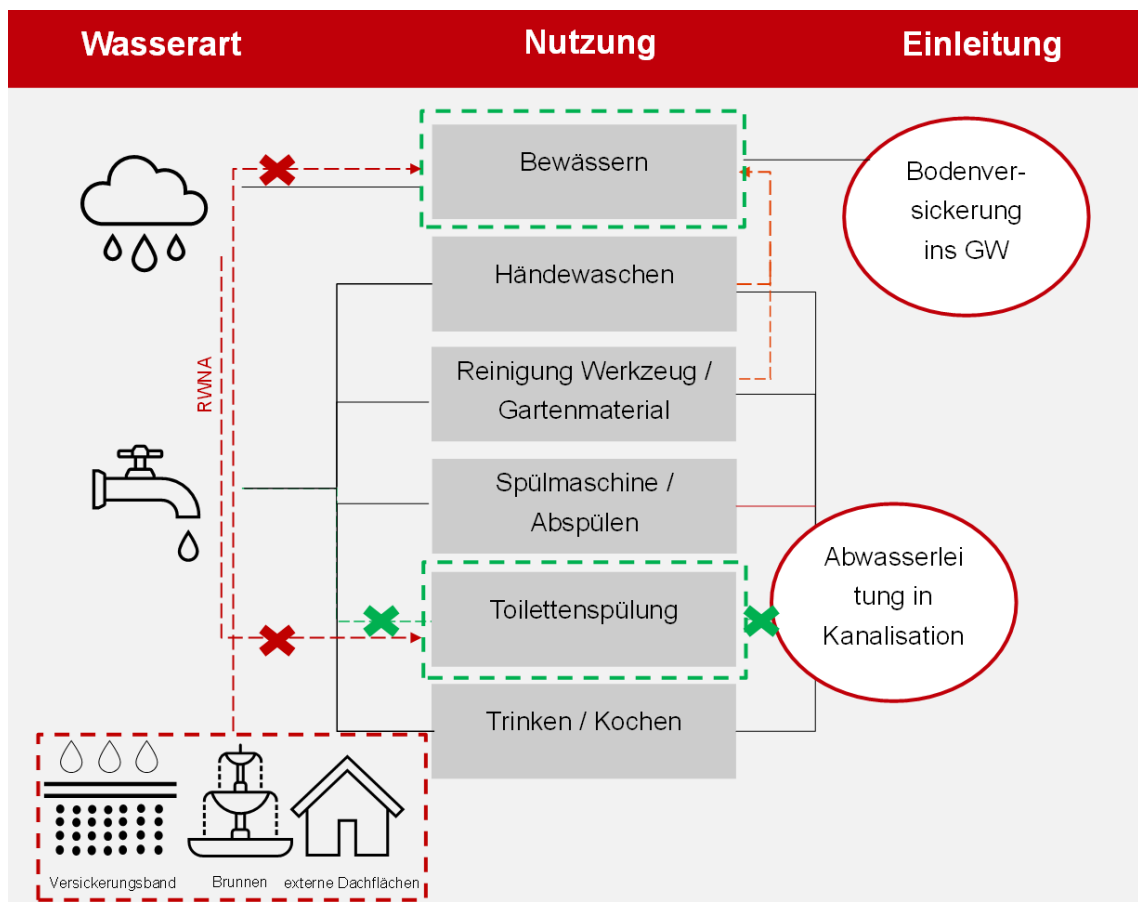 Wasserart
Nutzung
Einleitung
Bewässern
Bodenver-
sickerung
ins GW
Händewaschen
RWNA
Reinigung Werkzeug /
Gartenmaterial
Spülmaschine /
Abspülen
Abwasserlei
tung in
Kanalisation
Toilettenspülung
Trinken / Kochen
Versickerungsband
Brunnen
externe Dachflächen